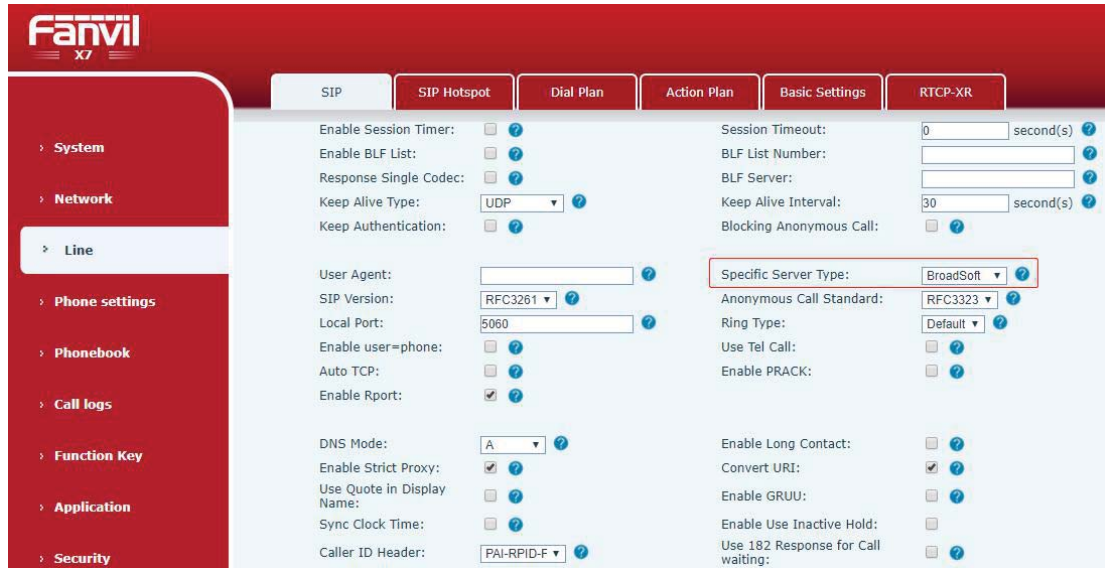 Fanvil
X7
SIP SIP Hotspot Dial Plan Action Plan Basic Settings RTCP-XR
› System
› Network
› Line
› Phone settings
› Phonebook
› Call logs
› Function Key
› Application
› Security
Enable Session Timer: Session Timeout: 0 second(s)
Enable BLF List: BLF List Number:
Response Single Codec: BLF Server:
Keep Alive Type: UDP Keep Alive Interval: 30 second(s)
Keep Authentication: Blocking Anonymous Call:
User Agent: Specific Server Type: BroadSoft
SIP Version: RFC3261 Anonymous Call Standard: RFC3323
Local Port: 5060 Ring Type: Default
Enable user=phone: Use Tel Call:
Auto TCP: Enable PRACK:
Enable Rport:
DNS Mode: A Enable Long Contact:
Enable Strict Proxy: Convert URI:
Use Quote in Display
Name:
Enable GRUU:
Sync Clock Time: Enable Use Inactive Hold:
Caller ID Header: PAI-RPID-F
Use 182 Response for Call
waiting: